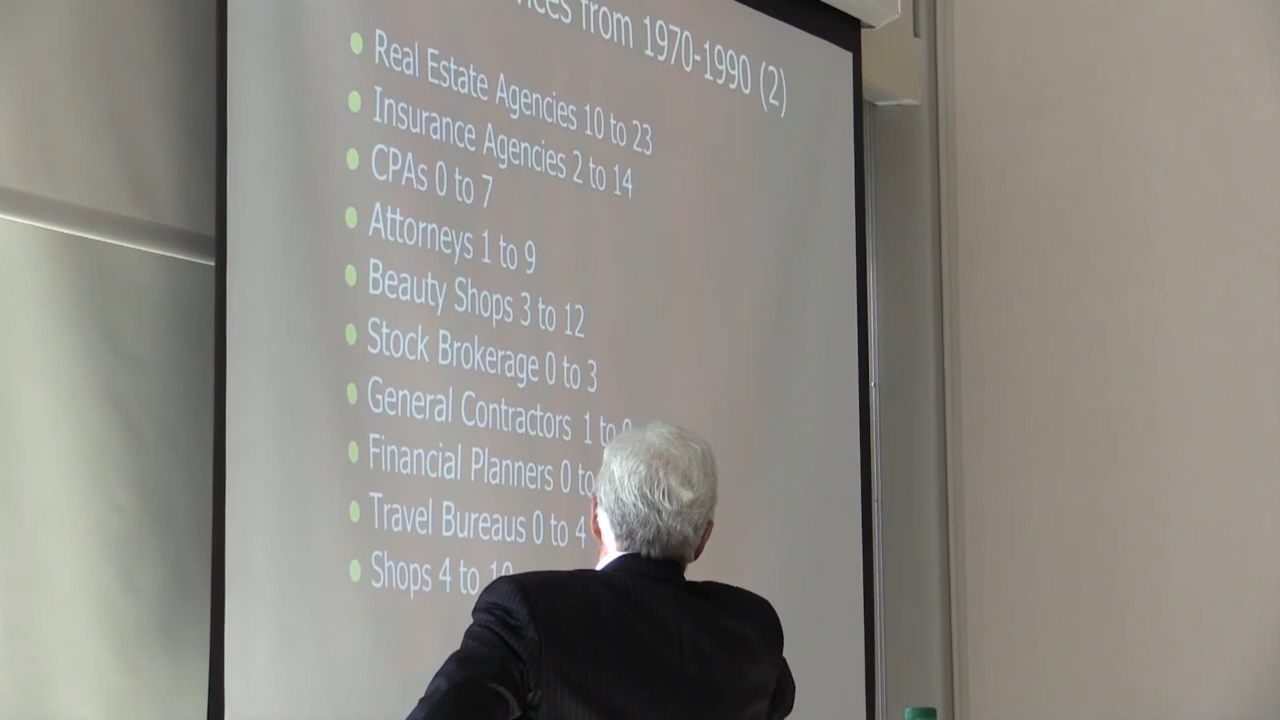 from 1970-1990 (2)
Real Estate Agencies 10 to 23
Insurance Agencies 2 to 14
CPAs 0 to 7
Attorneys 1 to 9
Beauty Shops 3 to 12
Stock Brokerage 0 to 3
General Contractors 1 to
Financial Planners 0 to
Travel Bureaus 0 to 4
Shops 4 to